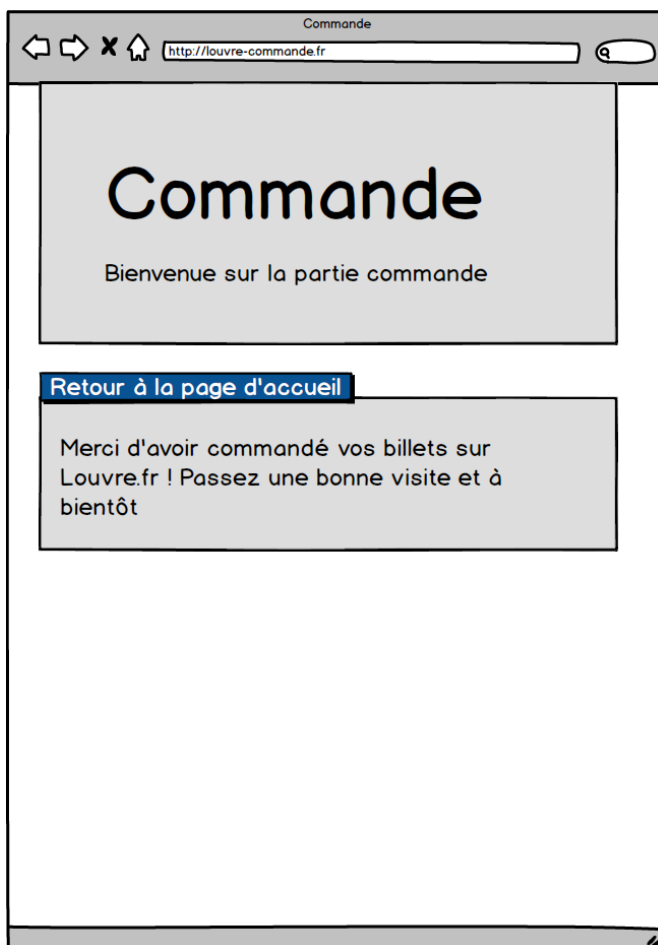 Commande
http://louvre-commande.fr
Commande
Bienvenue sur la partie commande
Retour à la page d'accueil
Merci d'avoir commandé vos billets sur
Louvre.fr ! Passez une bonne visite et à
bientôt